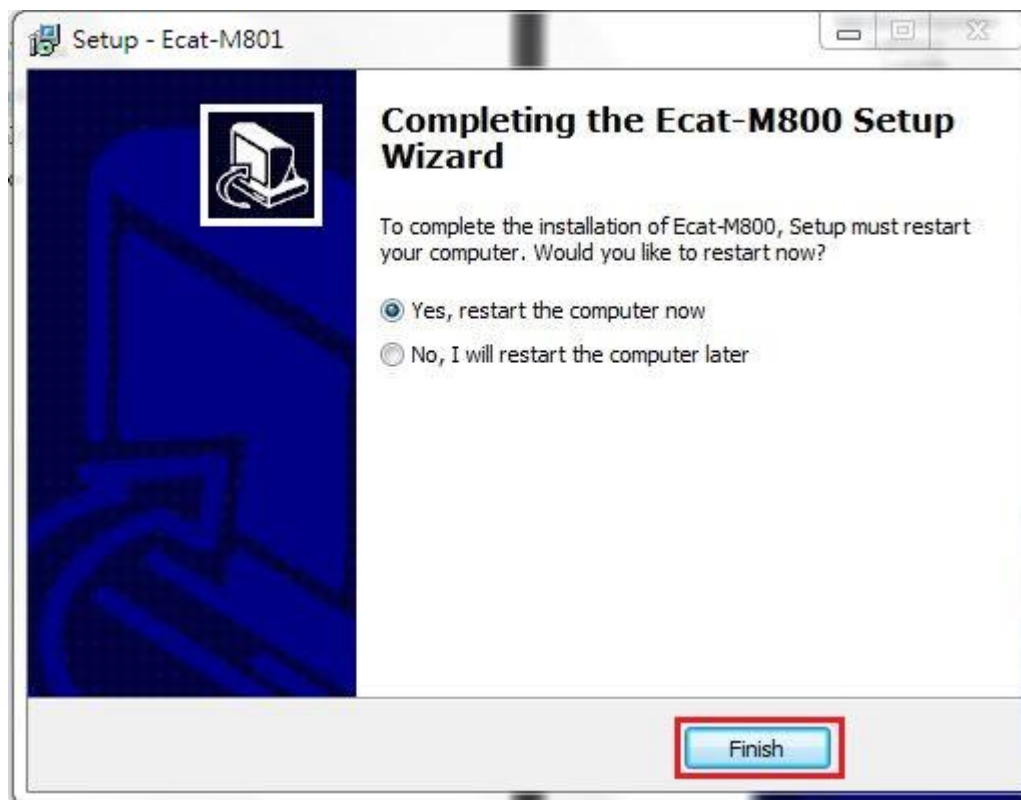 Setup - Ecat-M801
Completing the Ecat-M800 Setup
Wizard
To complete the installation of Ecat-M800, Setup must restart
your computer. Would you like to restart now?
Yes, restart the computer now
No, I will restart the computer later
Finish